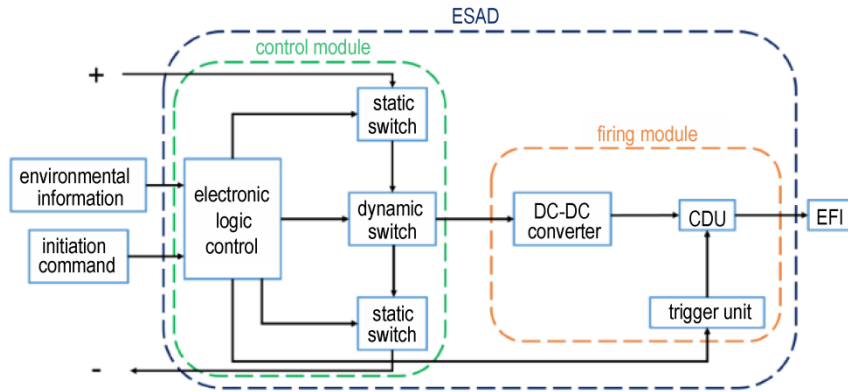 ESAD
control module
+
static
switch
firing module
environmental
information
electronic
logic
control
dynamic
switch
DC-DC
converter
CDU
EFI
initiation
command
static
switch
trigger unit
-